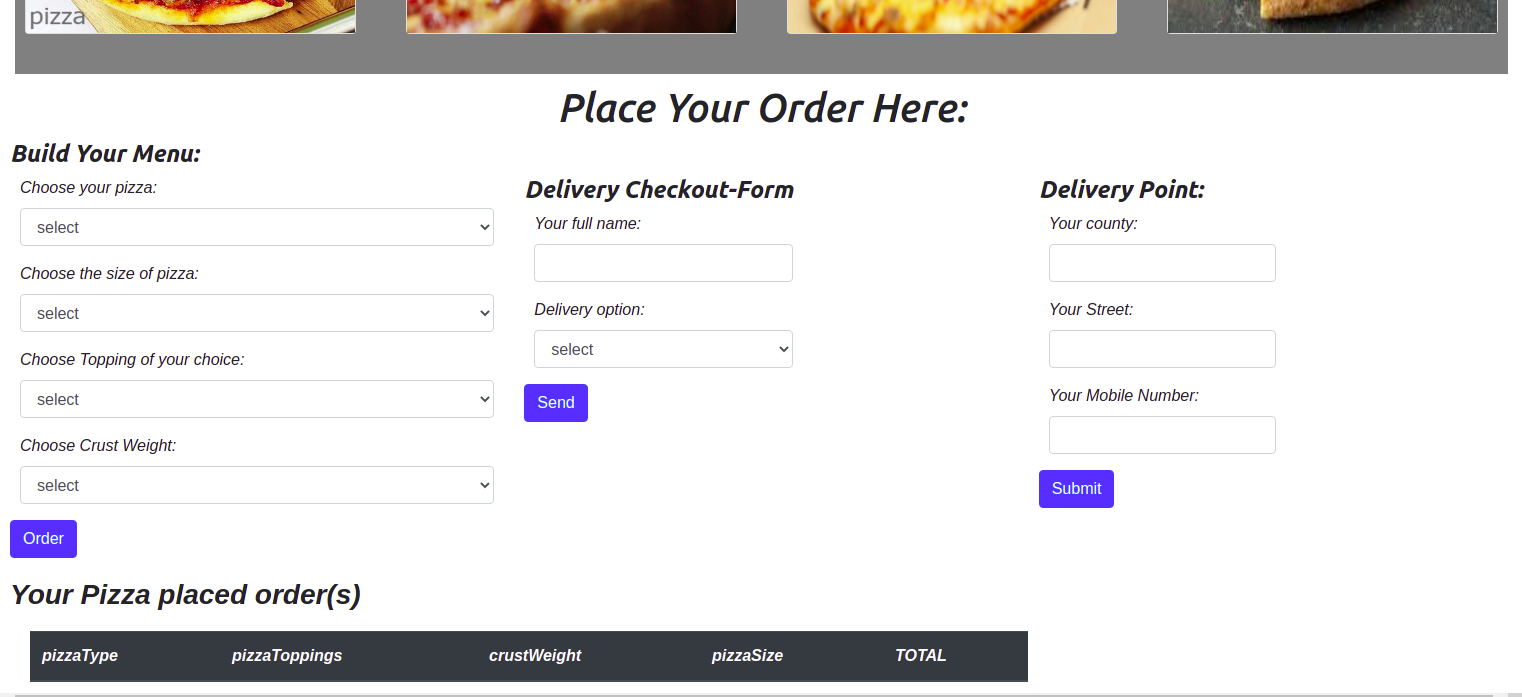 pizza
Place Your Order Here:
Build Your Menu:
Choose your pizza:
select
Choose the size of pizza:
select
Choose Topping of your choice:
select
Choose Crust Weight:
select
Order
Delivery Checkout-Form
Your full name:
Delivery option:
select
Send
Delivery Point:
Your county:
Your Street:
Your Mobile Number:
Submit
Your Pizza placed order(s)
pizzaType pizzaToppings crustWeight pizzaSize TOTAL